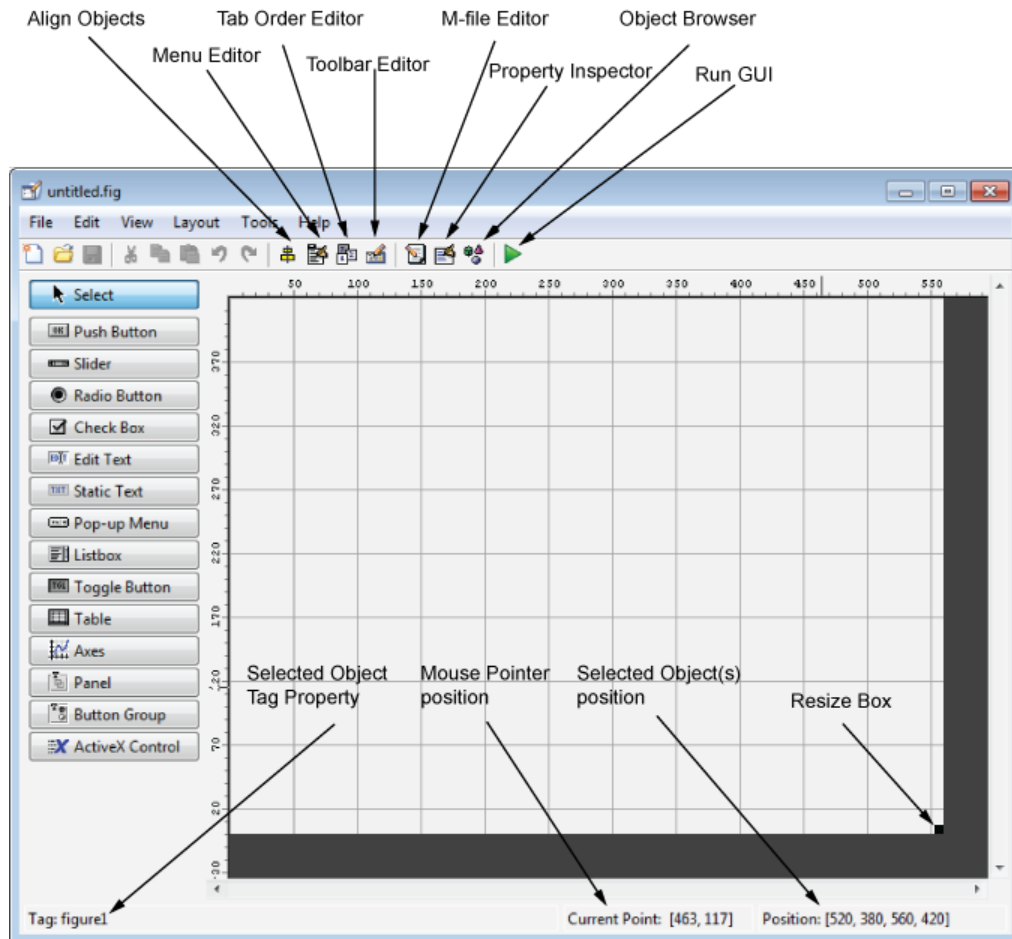 Align Objects
Tab Order Editor
M-file Editor
Object Browser
Menu Editor
Toolbar Editor
Property Inspector
Run GUI
untitled.fig
File Edit View Layout Tools Help
50 100 150 200 250 300 350 400 450 500 550
Select
Push Button
Slider
Radio Button
Check Box
Edit Text
Static Text
Pop-up Menu
Listbox
Toggle Button
Table
Axes
Panel
Button Group
ActiveX Control
370
320
270
220
170
120
70
20
-30
Selected Object
Tag Property
Mouse Pointer
position
Selected Object(s)
position
Resize Box
Tag: figure1
Current Point: [463, 117]
Position: [520, 380, 560, 420]